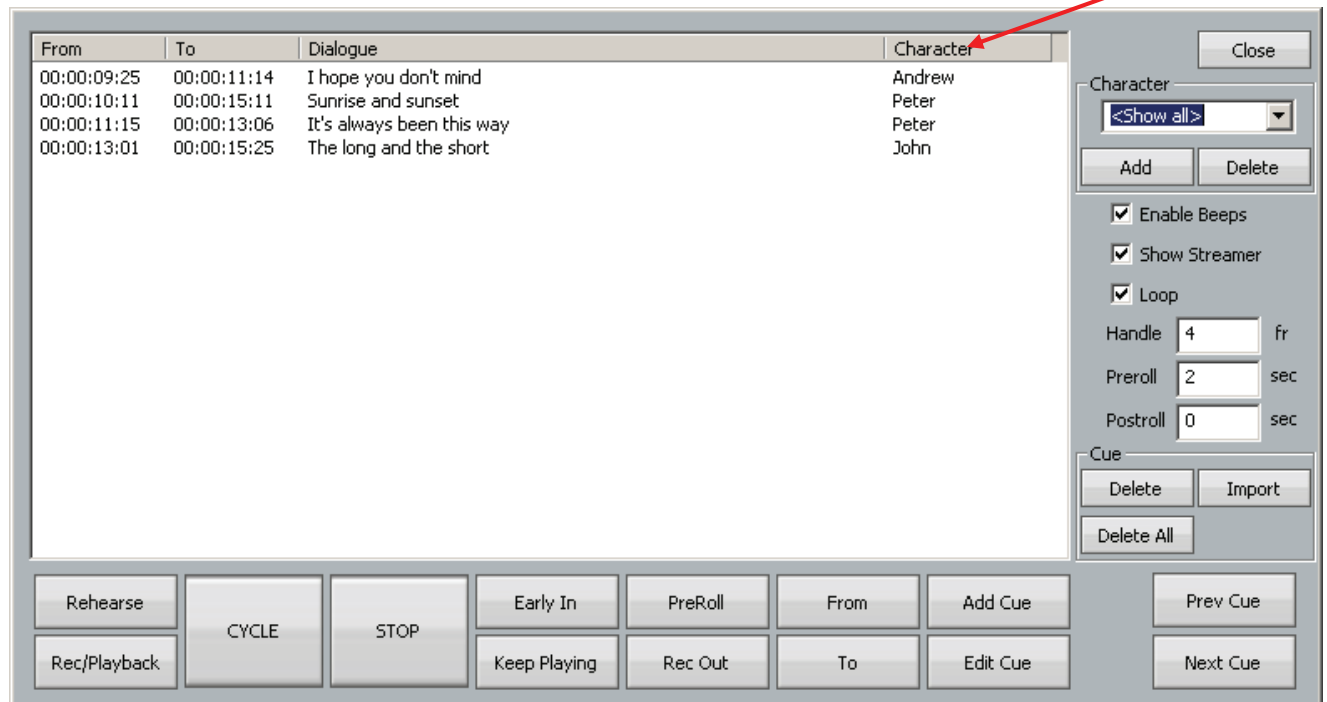 From To Dialogue Character
00:00:09:25 00:00:11:14 I hope you don't mind Andrew
00:00:10:11 00:00:15:11 Sunrise and sunset Peter
00:00:11:15 00:00:13:06 It's always been this way Peter
00:00:13:01 00:00:15:25 The long and the short John
Close
Character
<Show all>
Add Delete
Enable Beeps
Show Streamer
Loop
Handle 4 fr
Preroll 2 sec
Postroll 0 sec
Cue
Delete Import
Delete All
Rehearse CYCLE STOP Early In PreRoll From Add Cue Prev Cue
Rec/Playback Keep Playing Rec Out To Edit Cue Next Cue